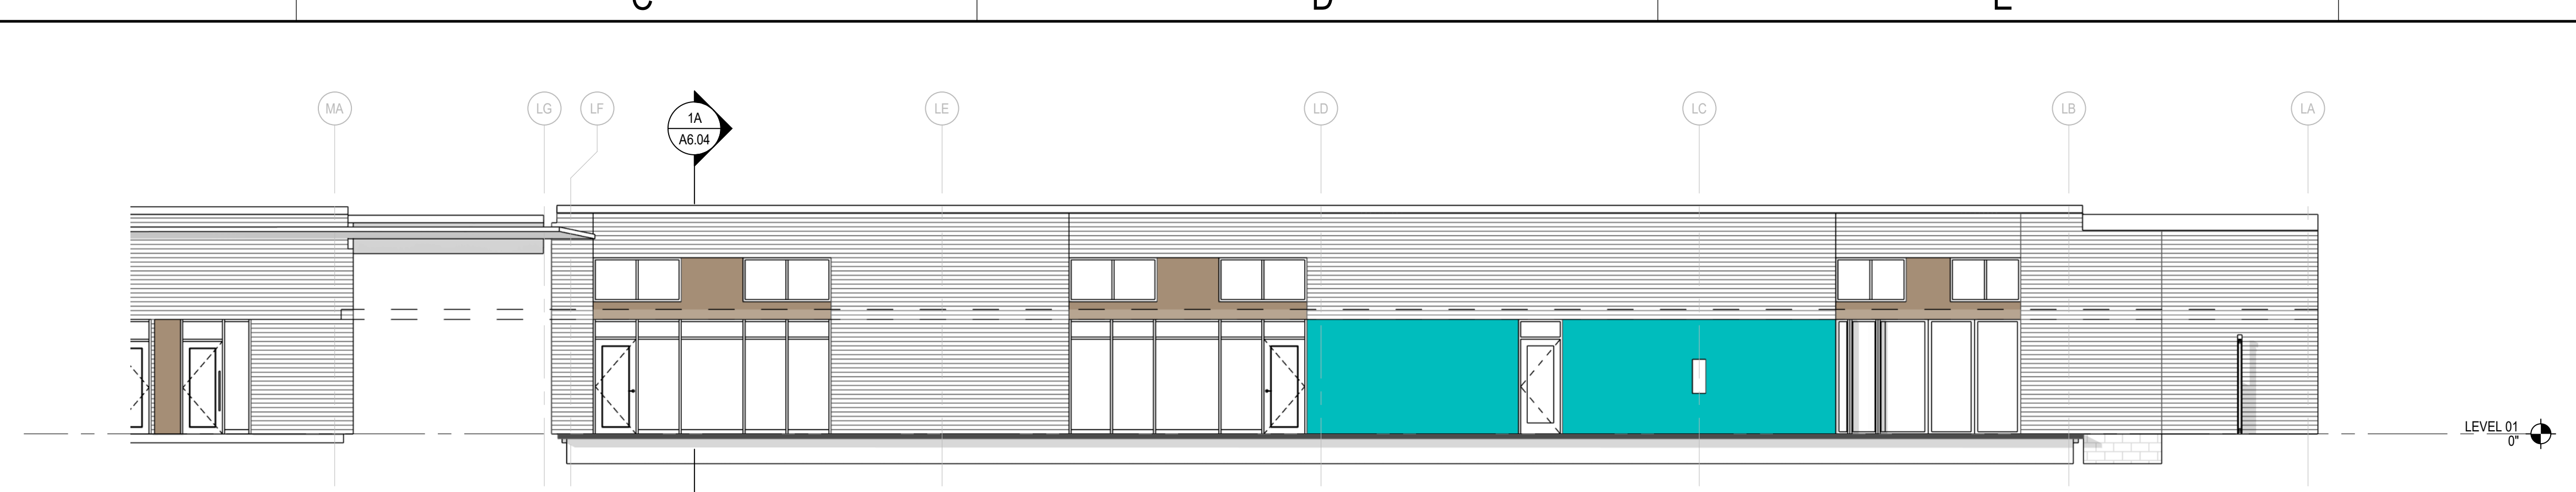 C D E
MA LG LF LE LD LC LB LA
1A
A6.04
LEVEL 01
0"